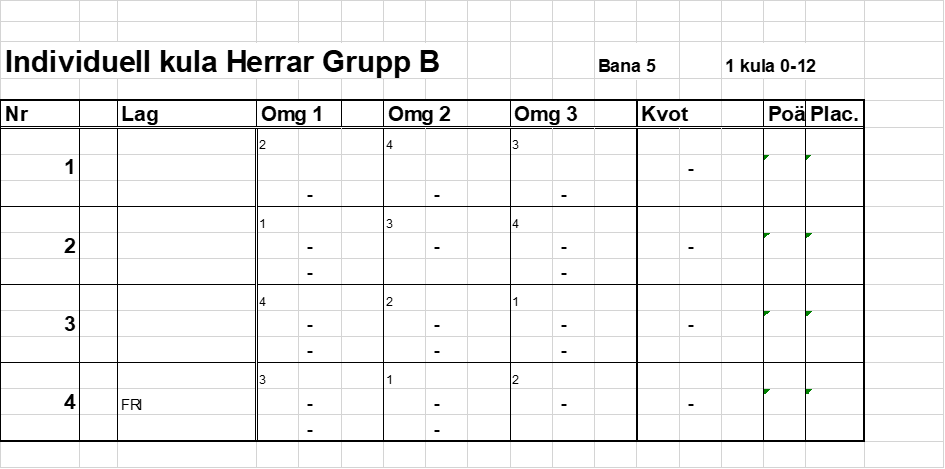 Individuell kula Herrar Grupp B Bana 5 1 kula 0-12
Nr Lag Omg 1 Omg 2 Omg 3 Kvot Poä Plac.
2 4 3
1 -
- - -
1 3 4
2 - - - -
- -
4 2 1
3 - - - -
- - -
3 1 2
4 FRI - - - -
- -